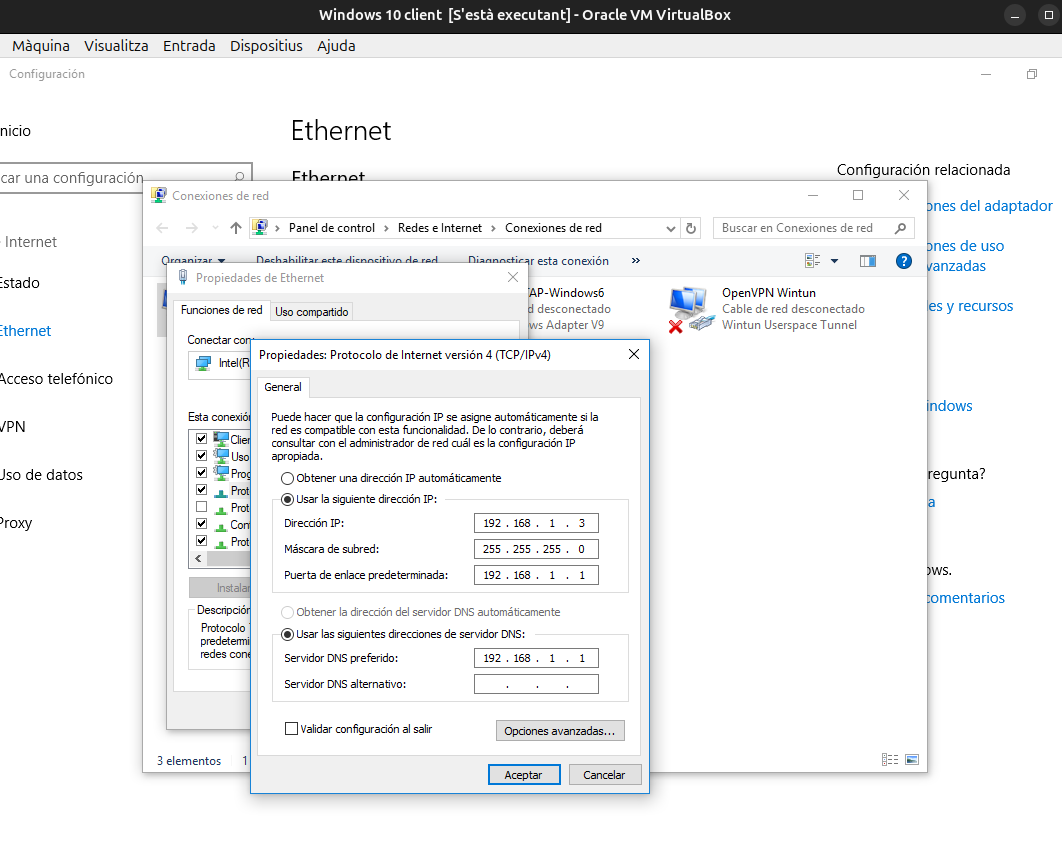 Windows 10 client [S'està executant] - Oracle VM VirtualBox
Màquina Visualitza Entrada Dispositius Ajuda
Configuración
nicio
car una configuración
Internet
Estado
Ethernet
Acceso telefónico
VPN
Uso de datos
Proxy
Ethernet
Ethernet
Configuración relacionada
ones del adaptador
ones de uso
vanzadas
es y recursos
indows
regunta?
a
ows.
comentarios
Conexiones de red
Panel de control > Redes e Internet > Conexiones de red
Buscar en Conexiones de red
Organizar Deshabilitar este dispositivo de red Diagnosticar esta conexión »
TAP-Windows6
d desconectado
ws Adapter V9
OpenVPN Wintun
Cable de red desconectado
Wintun Userspace Tunnel
3 elementos 1
Propiedades de Ethernet
Funciones de red Uso compartido
Conectar con
Intel(R
Esta conexión
Clien
Uso
Prog
Prot
Prot
Cont
Prot
Instalar
Descripción
Protocolo
predetermi
redes cone
Propiedades: Protocolo de Internet versión 4 (TCP/IPv4)
General
Puede hacer que la configuración IP se asigne automáticamente si la
red es compatible con esta funcionalidad. De lo contrario, deberá
consultar con el administrador de red cuál es la configuración IP
apropiada.
Obtener una dirección IP automáticamente
Usar la siguiente dirección IP:
Dirección IP: 192 . 168 . 1 . 3
Máscara de subred: 255 . 255 . 255 . 0
Puerta de enlace predeterminada: 192 . 168 . 1 . 1
Obtener la dirección del servidor DNS automáticamente
Usar las siguientes direcciones de servidor DNS:
Servidor DNS preferido: 192 . 168 . 1 . 1
Servidor DNS alternativo: . . .
Validar configuración al salir
Opciones avanzadas...
Aceptar Cancelar